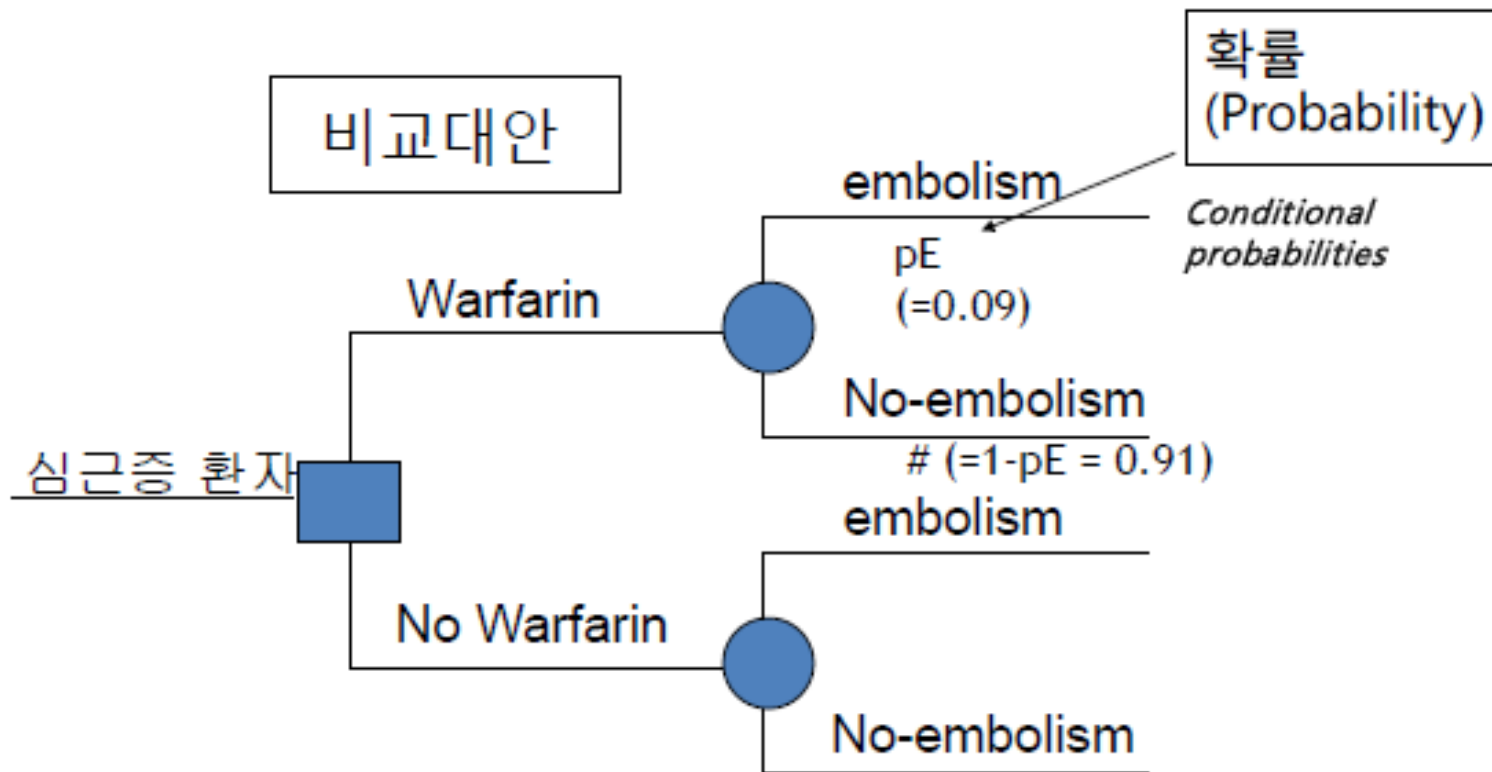 확률
(Probability)
비교대안
embolism
Conditional
probabilities
pE
(=0.09)
Warfarin
No-embolism
# (=1-pE = 0.91)
심근증 환자
embolism
No Warfarin
No-embolism